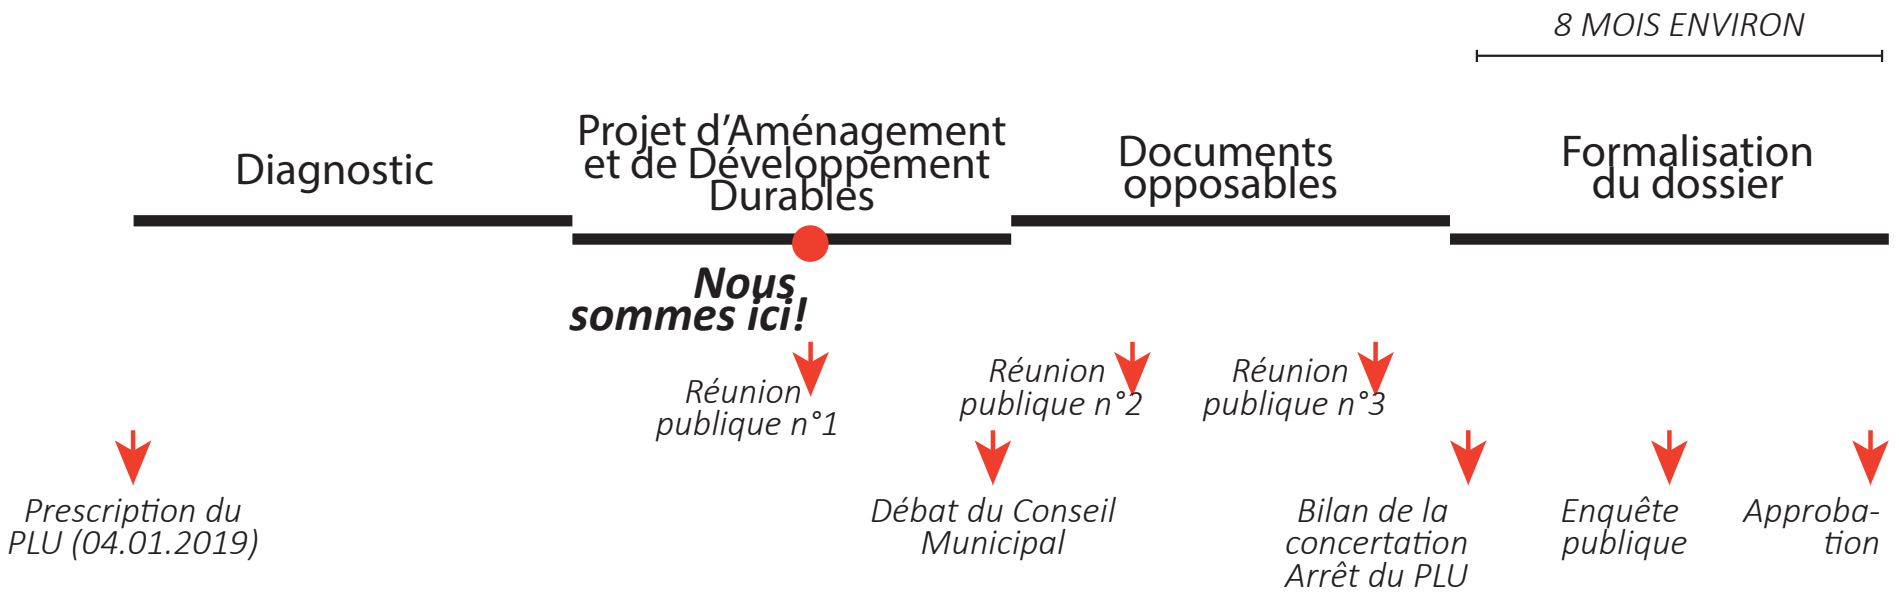 8 MOIS ENVIRON
Diagnostic
Projet d'Aménagement
et de Développement
Durables
Documents
opposables
Formalisation
du dossier
Nous
sommes ici!
Réunion
publique n°1
Réunion
publique n°2
Réunion
publique n°3
Prescription du
PLU (04.01.2019)
Débat du Conseil
Municipal
Bilan de la
concertation
Arrêt du PLU
Enquête
publique
Approba-
tion